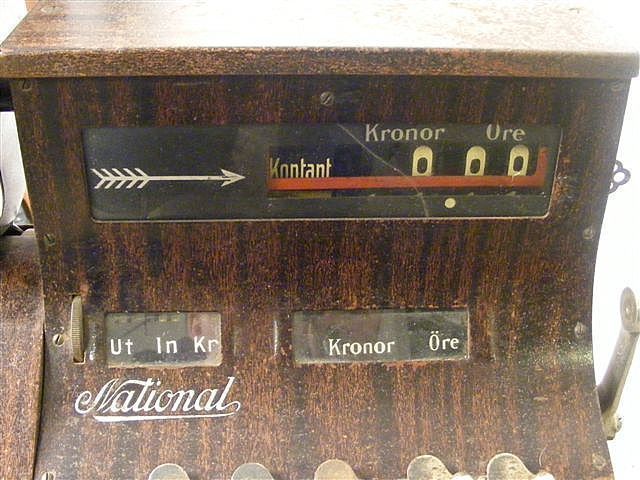 Kronor Öre
Kontant 0 0 0
Ut In Kr Kronor Öre
National